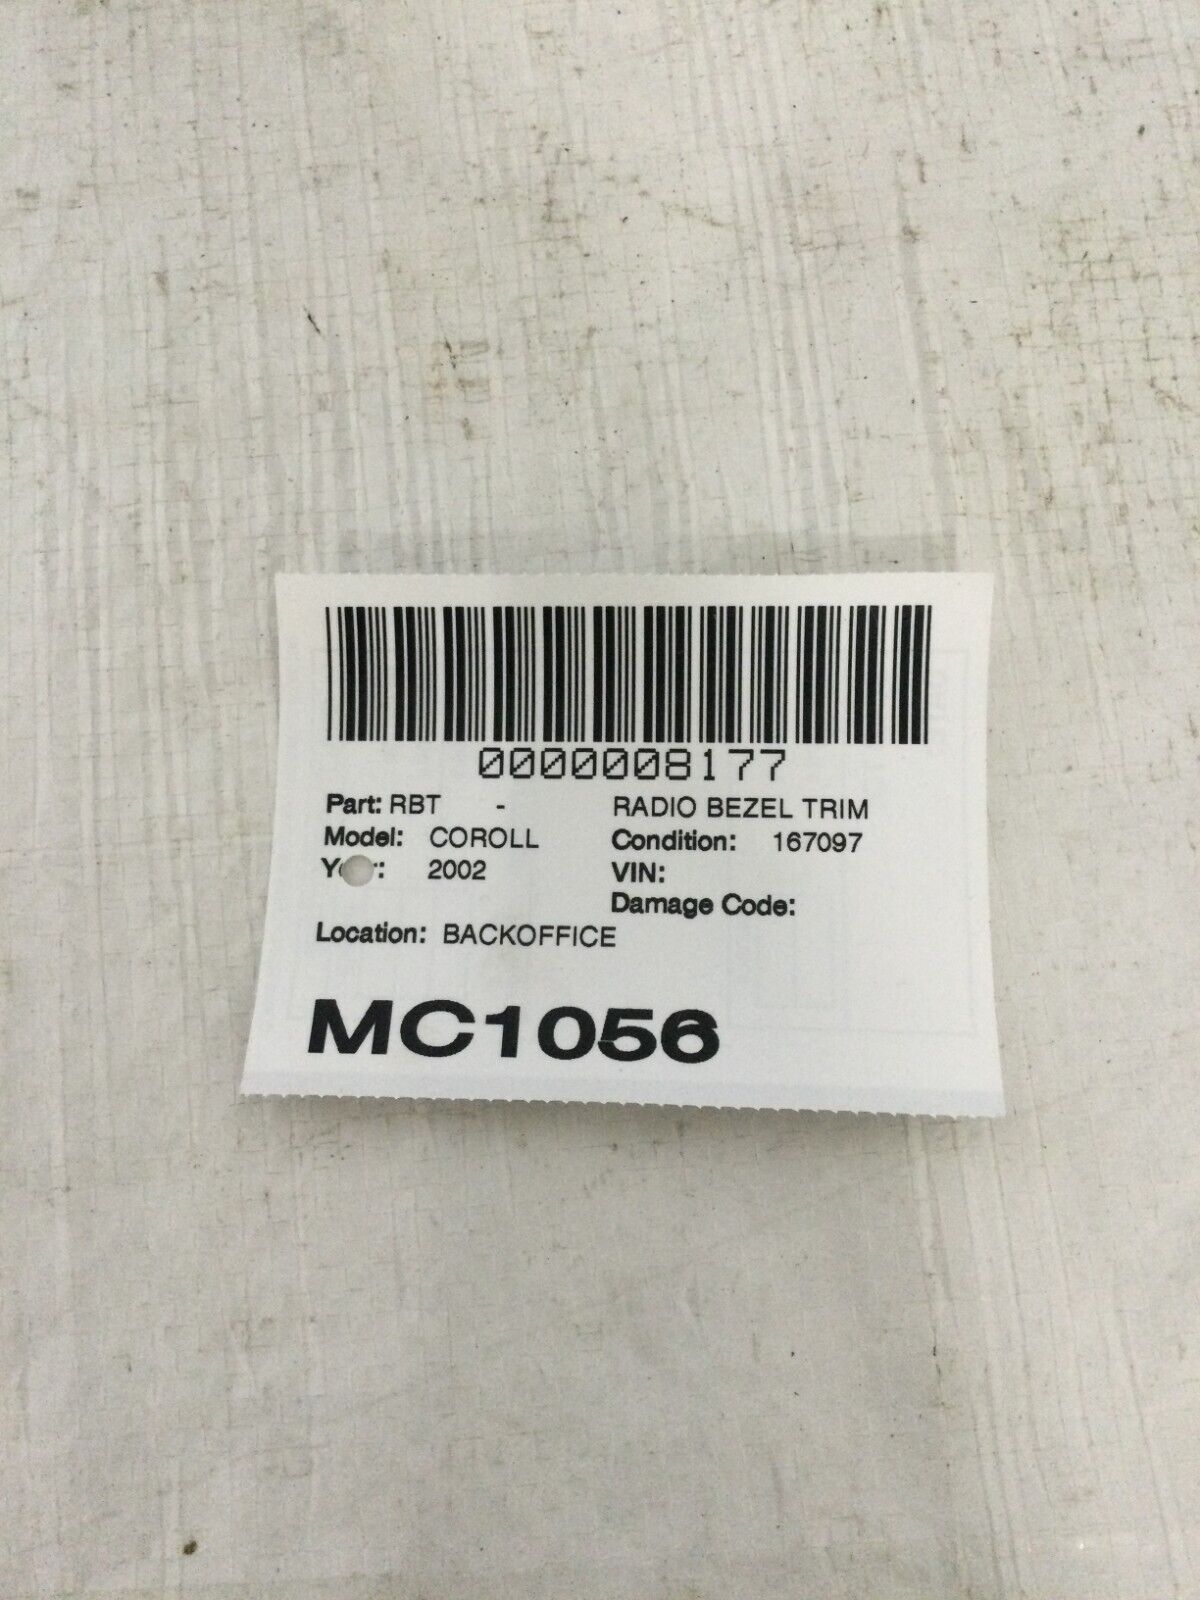 0000008177
Part: RBT - RADIO BEZEL TRIM
Model: COROLL Condition: 167097
2002 VIN:
Damage Code:
Location: BACKOFFICE
MC1056